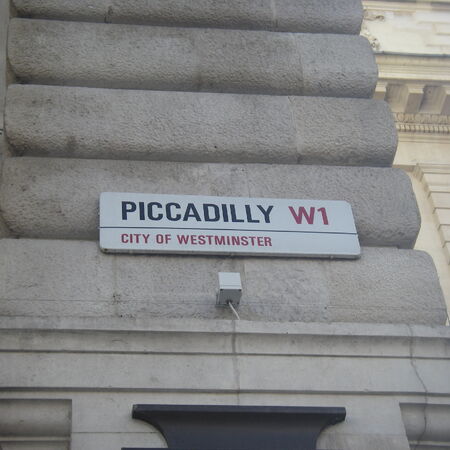 PICCADILLY W1
CITY OF WESTMINSTER